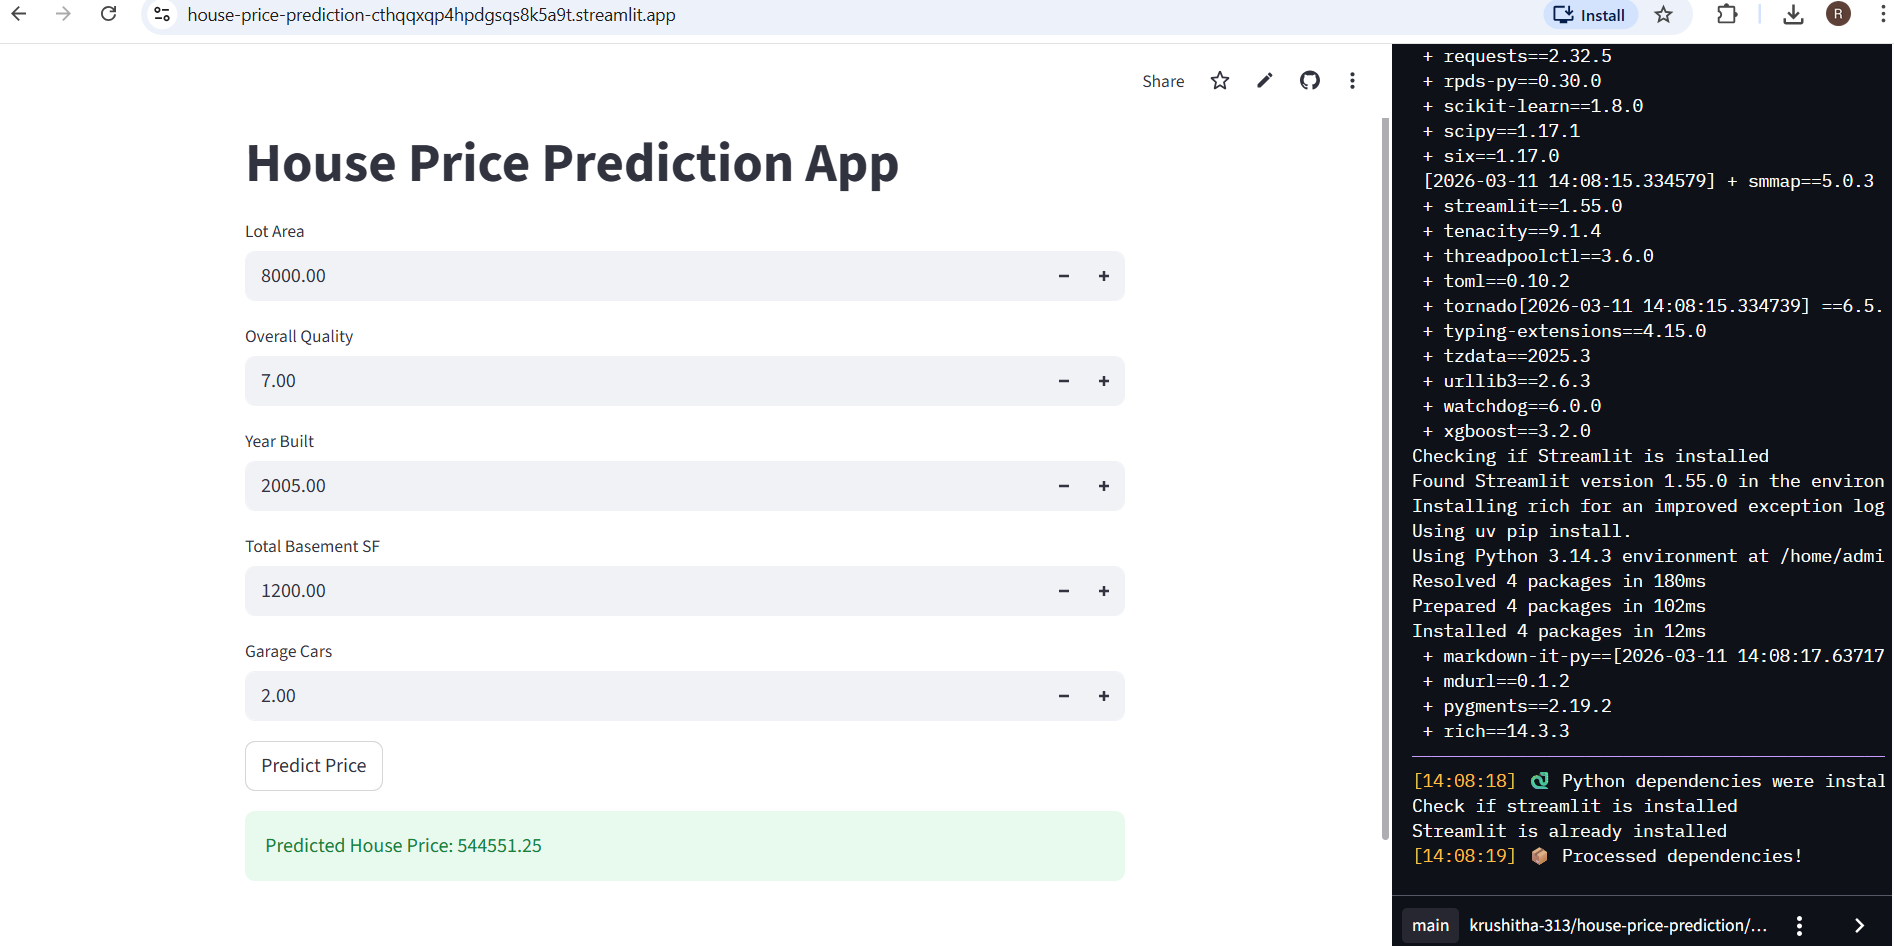 house-price-prediction-cthqqxqp4hpdgsqs8k5a9t.streamlit.app
Install
R
Share
House Price Prediction App
Lot Area
8000.00
Overall Quality
7.00
Year Built
2005.00
Total Basement SF
1200.00
Garage Cars
2.00
Predict Price
Predicted House Price: 544551.25
+ requests==2.32.5
+ rpds-py==0.30.0
+ scikit-learn==1.8.0
+ scipy==1.17.1
+ six==1.17.0
[2026-03-11 14:08:15.334579] + smmap==5.0.3
+ streamlit==1.55.0
+ tenacity==9.1.4
+ threadpoolctl==3.6.0
+ toml==0.10.2
+ tornado[2026-03-11 14:08:15.334739] ==6.5.
+ typing-extensions==4.15.0
+ tzdata==2025.3
+ urllib3==2.6.3
+ watchdog==6.0.0
+ xgboost==3.2.0
Checking if Streamlit is installed
Found Streamlit version 1.55.0 in the environ
Installing rich for an improved exception log
Using uv pip install.
Using Python 3.14.3 environment at /home/admi
Resolved 4 packages in 180ms
Prepared 4 packages in 102ms
Installed 4 packages in 12ms
+ markdown-it-py==[2026-03-11 14:08:17.63717
+ mdurl==0.1.2
+ pygments==2.19.2
+ rich==14.3.3
[14:08:18] Python dependencies were instal
Check if streamlit is installed
Streamlit is already installed
[14:08:19] 📦 Processed dependencies!
main krushitha-313/house-price-prediction/…